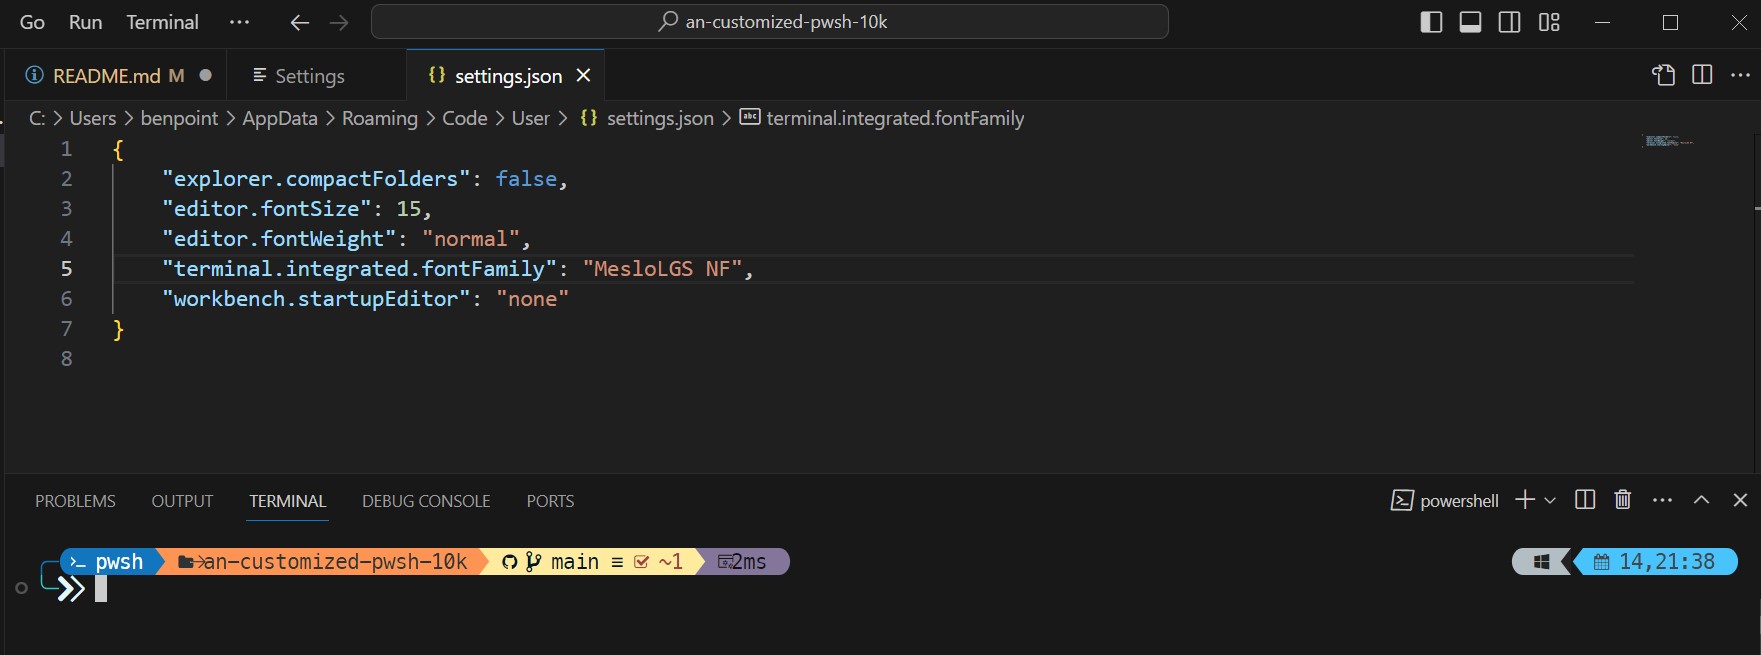 Go Run Terminal ··· an-customized-pwsh-10k
README.md M Settings {} settings.json
C: > Users > benpoint > AppData > Roaming > Code > User > {} settings.json > abc terminal.integrated.fontFamily
1 {
2 "explorer.compactFolders": false,
3 "editor.fontSize": 15,
4 "editor.fontWeight": "normal",
5 "terminal.integrated.fontFamily": "MesloLGS NF",
6 "workbench.startupEditor": "none"
7 }
8
PROBLEMS OUTPUT TERMINAL DEBUG CONSOLE PORTS powershell
pwsh an-customized-pwsh-10k main ≡ ~1 2ms 14,21:38